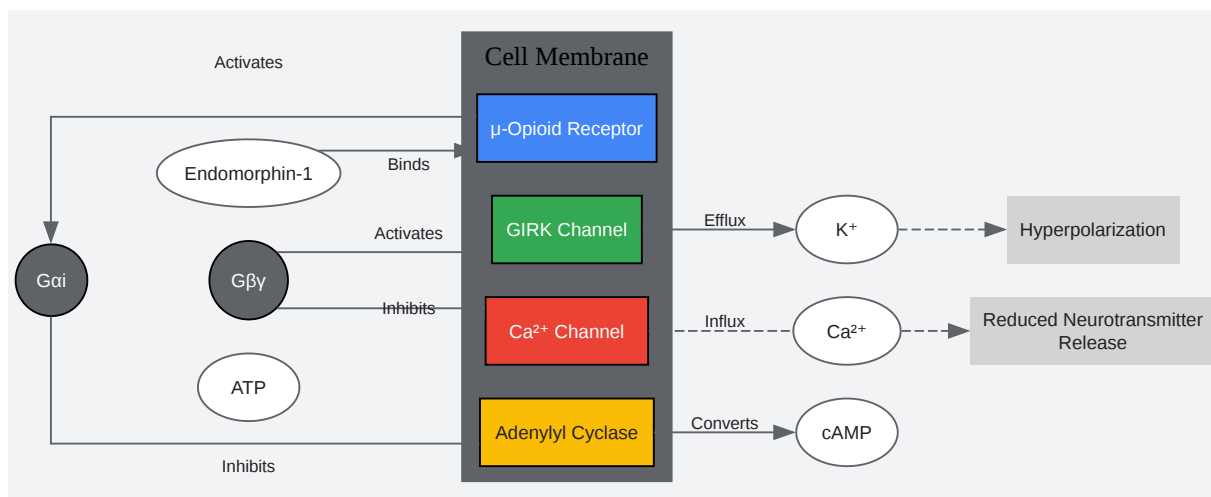 Cell Membrane
Activates
μ-Opioid Receptor
Binds
Endomorphin-1
Activates
GIRK Channel
Efflux
K⁺
Hyperpolarization
Gαi
Gβγ
Inhibits
Ca²⁺ Channel
Influx
Ca²⁺
Reduced Neurotransmitter
Release
ATP
Adenylyl Cyclase
Converts
cAMP
Inhibits